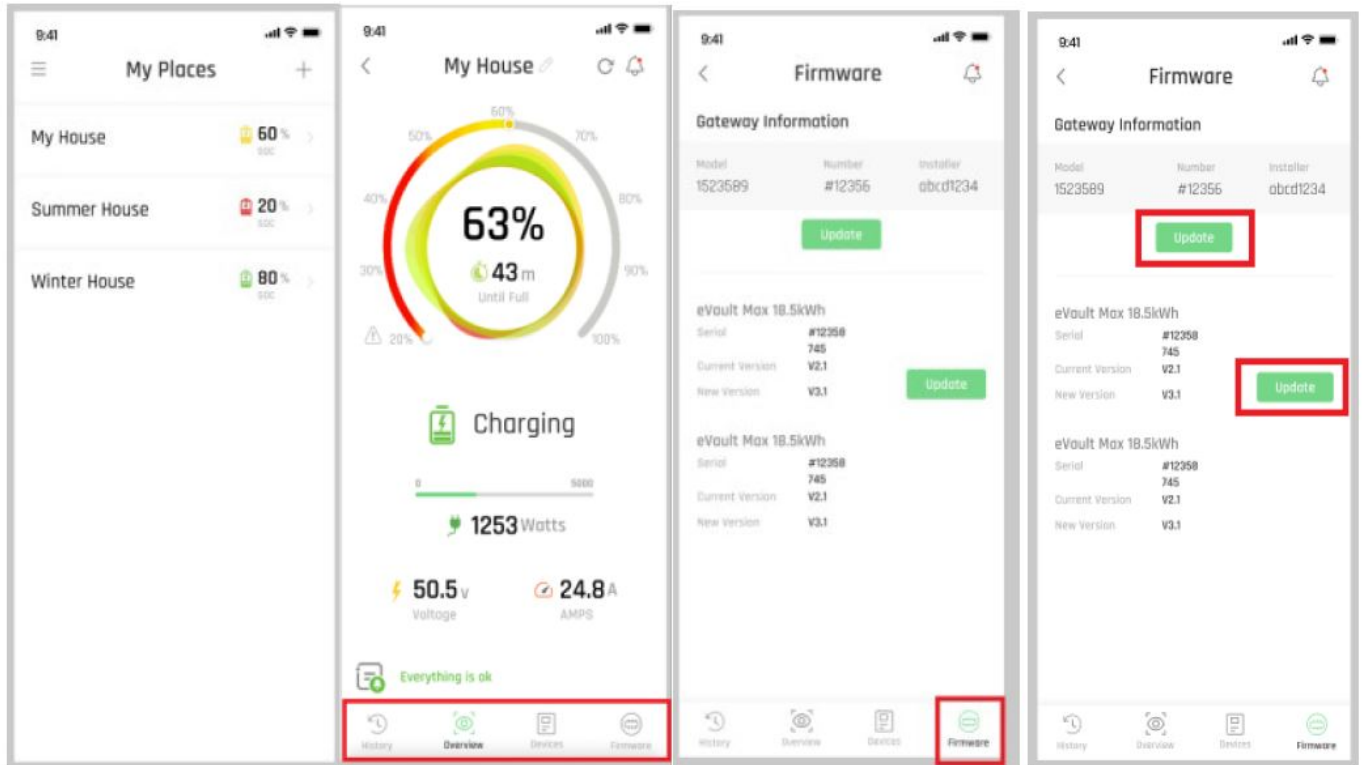 9:41
My Places
My House
60 %
SOC
Summer House
20 %
SOC
Winter House
80 %
SOC
9:41
My House
60%
50%
70%
40%
80%
63%
30%
43 m
90%
Until Full
20%
100%
Charging
0
5000
1253 Watts
50.5 V
24.8 A
Voltage
AMPS
Everything is ok
History
Overview
Devices
Firmware
9:41
Firmware
Gateway Information
Model
Number
Installer
1523589
#12356
abcd1234
Update
eVault Max 18.5kWh
Serial
#12358
745
Current Version
V2.1
New Version
V3.1
Update
eVault Max 18.5kWh
Serial
#12358
745
Current Version
V2.1
New Version
V3.1
History
Overview
Devices
Firmware
9:41
Firmware
Gateway Information
Model
Number
Installer
1523589
#12356
abcd1234
Update
eVault Max 18.5kWh
Serial
#12358
745
Current Version
V2.1
New Version
V3.1
Update
eVault Max 18.5kWh
Serial
#12358
745
Current Version
V2.1
New Version
V3.1
History
Overview
Devices
Firmware